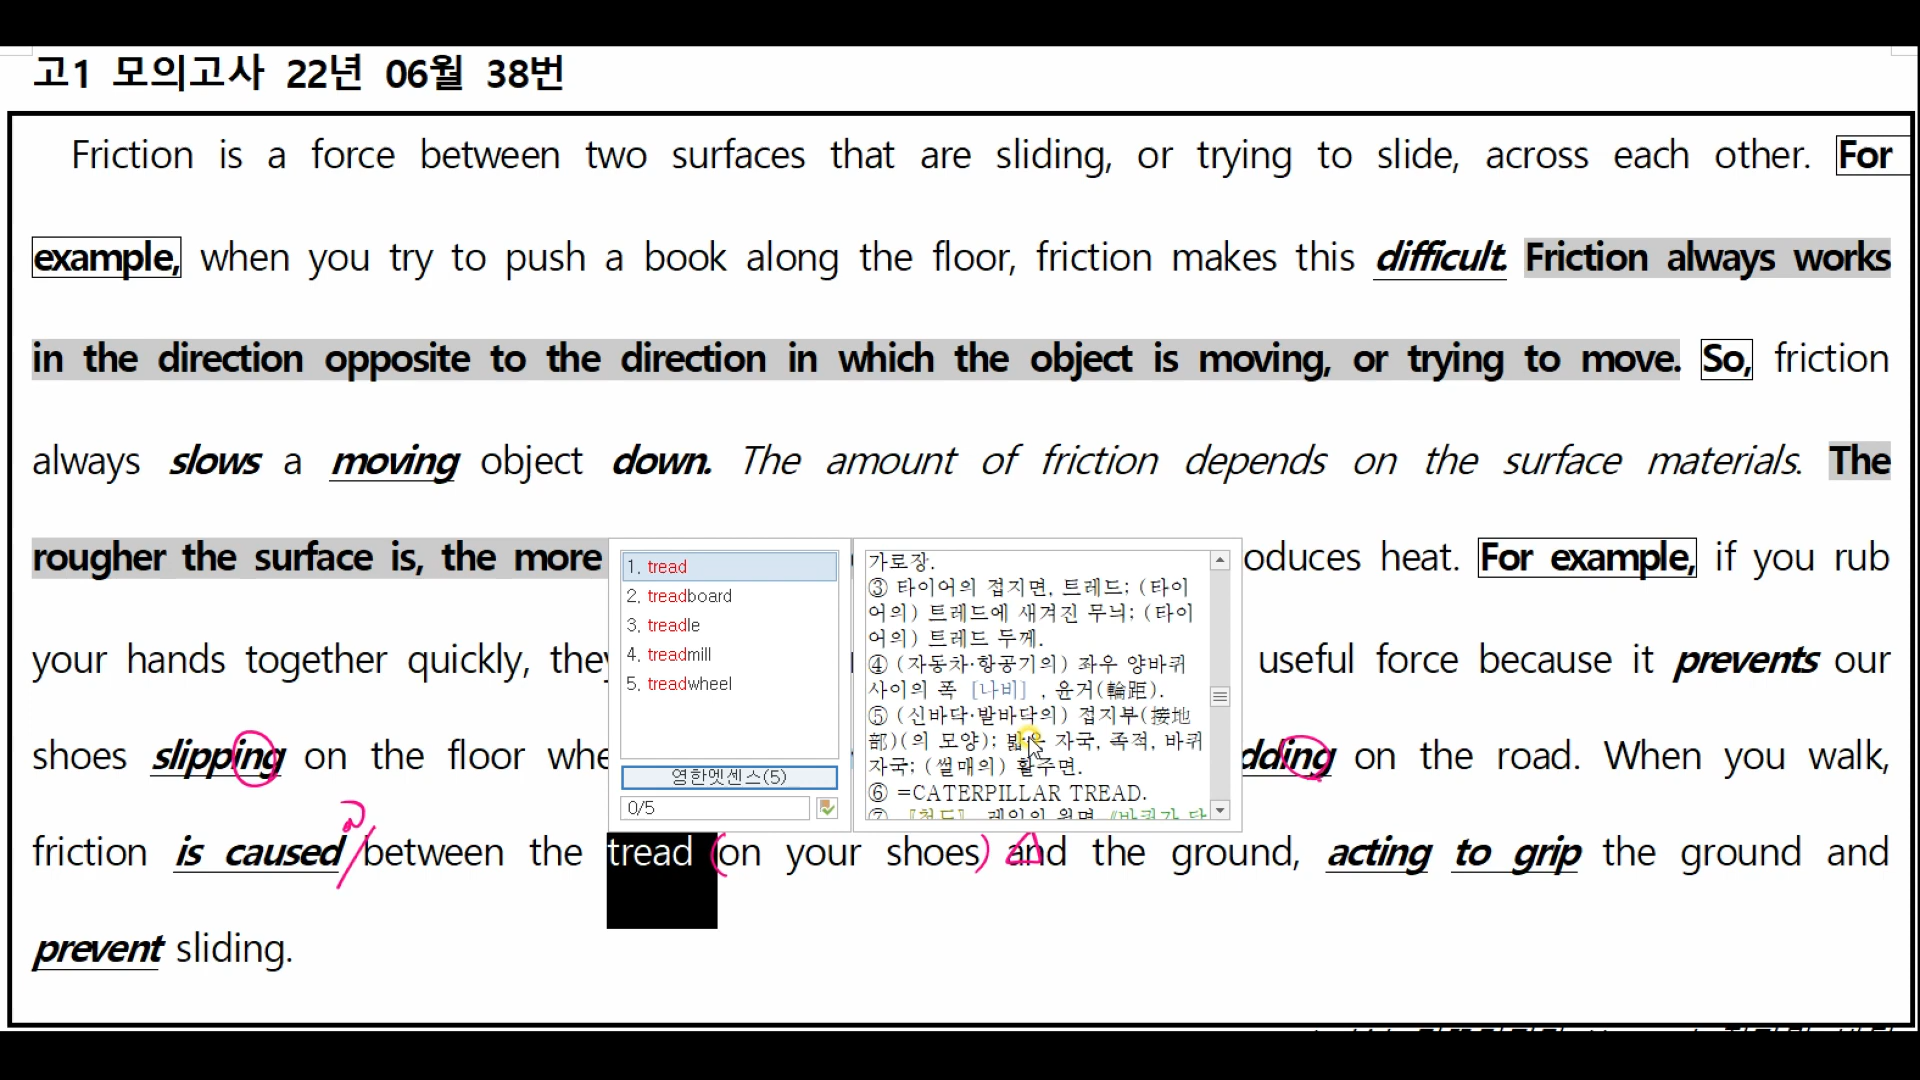 고1 모의고사 22년 06월 38번
Friction is a force between two surfaces that are sliding, or trying to slide, across each other. For
example, when you try to push a book along the floor, friction makes this difficult. Friction always works
in the direction opposite to the direction in which the object is moving, or trying to move. So, friction
always slows a moving object down. The amount of friction depends on the surface materials. The
rougher the surface is, the more oduces heat. For example, if you rub
your hands together quickly, they useful force because it prevents our
shoes slipping on the floor whe dding on the road. When you walk,
friction is caused between the tread (on your shoes) and the ground, acting to grip the ground and
prevent sliding.
1. tread
2. treadboard
3. treadle
4. treadmill
5. treadwheel
영한엣센스(5)
0/5
가로장.
③ 타이어의 접지면, 트레드; (타이
어의) 트레드에 새겨진 무늬; (타이
어의) 트레드 두께.
④ (자동차·항공기의) 좌우 양바퀴
사이의 폭 [나비] , 윤거(輪距).
⑤ (신바닥·발바닥의) 접지부(接地
部)(의 모양); 밟은 자국, 족적, 바퀴
자국; (썰매의) 활주면.
⑥ =CATERPILLAR TREAD.